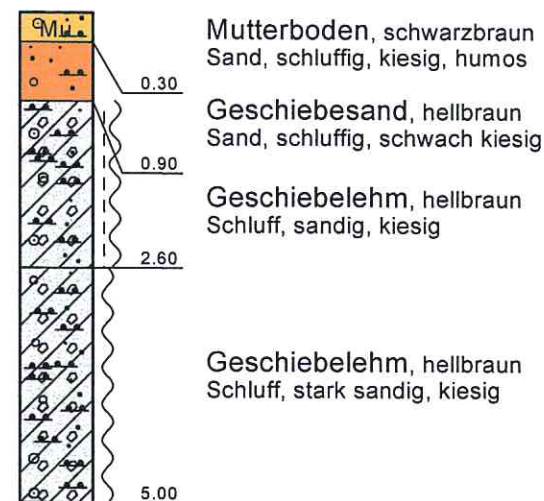 Mu
Mutterboden, schwarzbraun
Sand, schluffig, kiesig, humos
0.30
Geschiebesand, hellbraun
Sand, schluffig, schwach kiesig
0.90
Geschiebelehm, hellbraun
Schluff, sandig, kiesig
2.60
Geschiebelehm, hellbraun
Schluff, stark sandig, kiesig
5.00